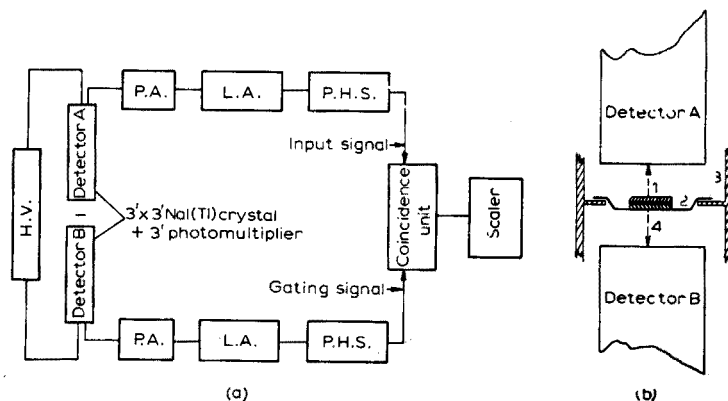 P.A.
L.A.
P.H.S.
Input signal
H.V.
Detector A
1
Detector B
3'x 3'NaI(Tl)crystal
+ 3' photomultiplier
Coincidence
unit
Scaler
Gating signal
P.A.
L.A.
P.H.S.
(a)
Detector A
3
1
2
4
Detector B
(b)